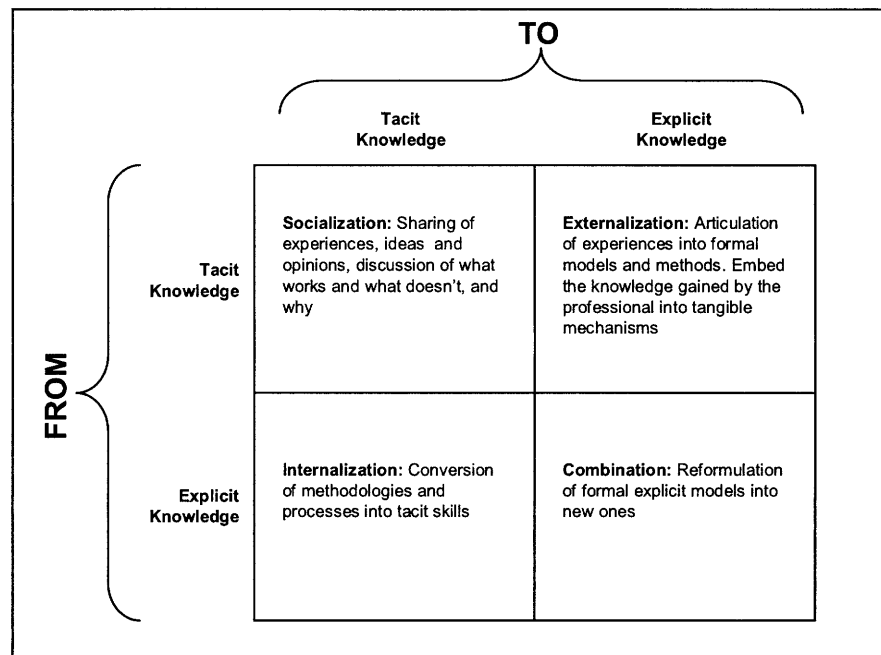 TO
Tacit
Knowledge
Explicit
Knowledge
FROM
Tacit
Knowledge
Socialization: Sharing of
experiences, ideas and
opinions, discussion of what
works and what doesn't, and
why
Externalization: Articulation
of experiences into formal
models and methods. Embed
the knowledge gained by the
professional into tangible
mechanisms
Explicit
Knowledge
Internalization: Conversion
of methodologies and
processes into tacit skills
Combination: Reformulation
of formal explicit models into
new ones